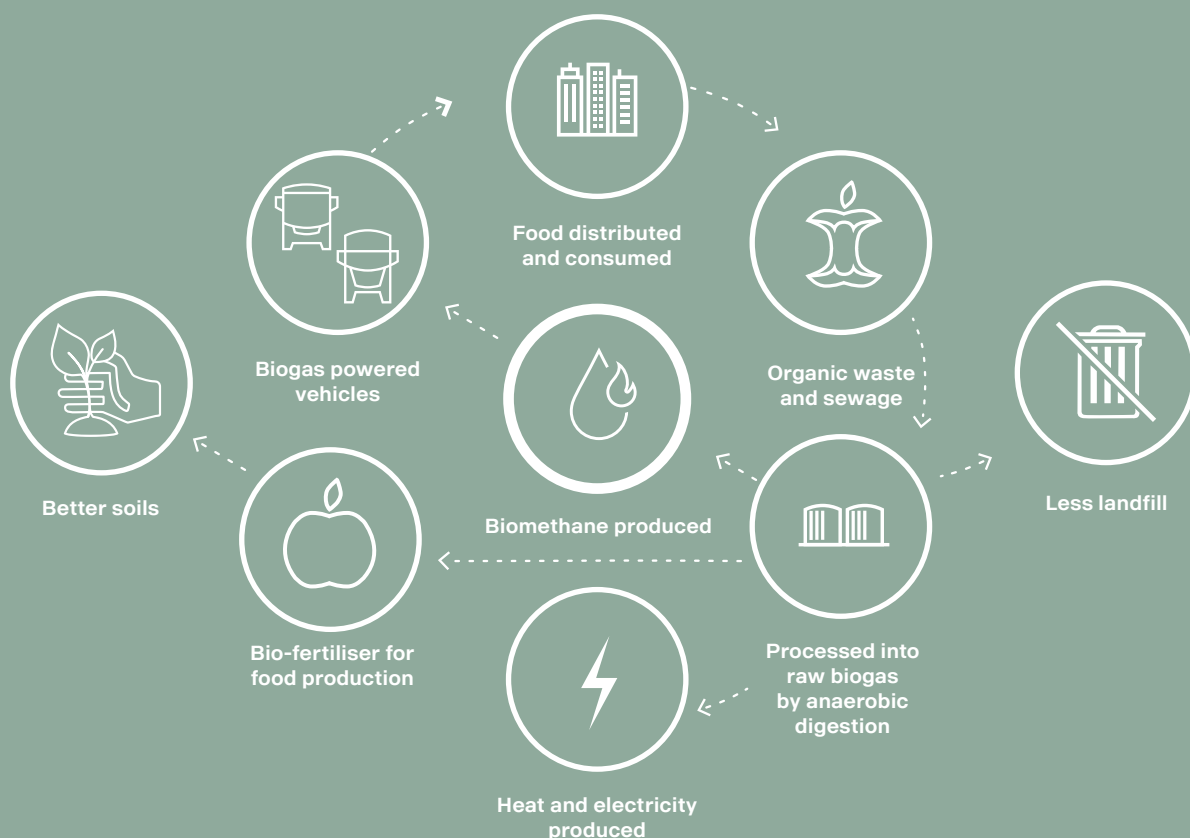 Food distributed
and consumed
Biogas powered
vehicles
Organic waste
and sewage
Better soils
Biomethane produced
Less landfill
Bio-fertiliser for
food production
Processed into
raw biogas
by anaerobic
digestion
Heat and electricity
produced